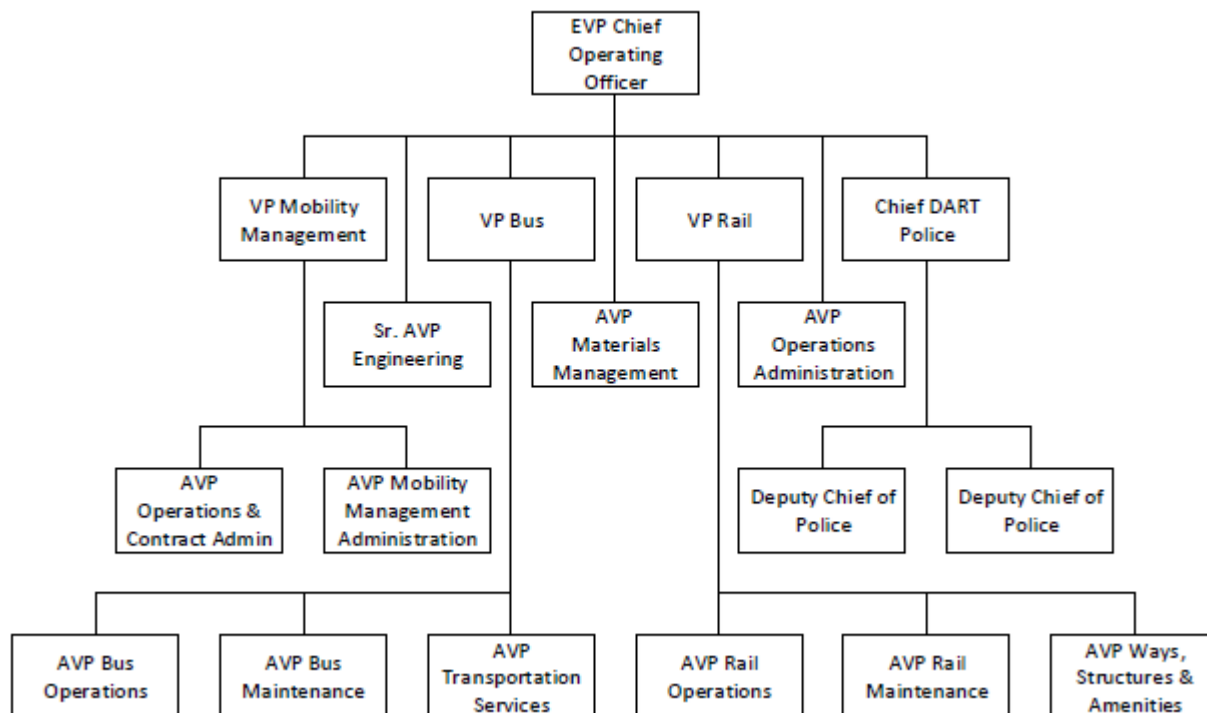 EVP Chief
Operating
Officer
VP Mobility
Management
VP Bus
VP Rail
Chief DART
Police
Sr. AVP
Engineering
AVP
Materials
Management
AVP
Operations
Administration
AVP
Operations &
Contract Admin
AVP Mobility
Management
Administration
Deputy Chief of
Police
Deputy Chief of
Police
AVP Bus
Operations
AVP Bus
Maintenance
AVP
Transportation
Services
AVP Rail
Operations
AVP Rail
Maintenance
AVP Ways,
Structures &
Amenities